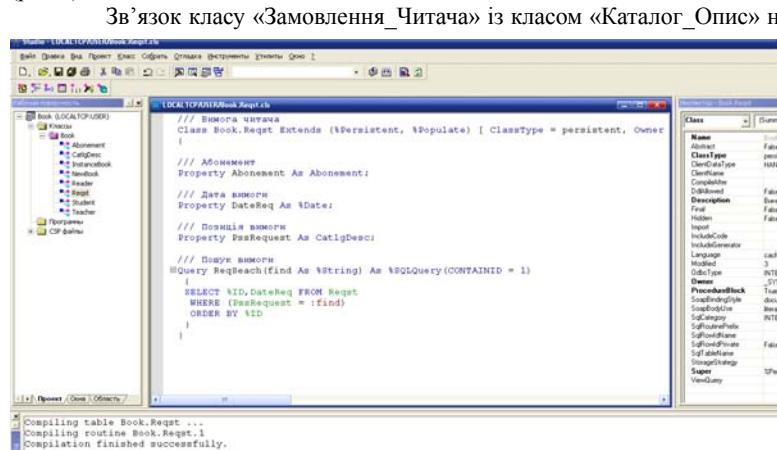 Зв’язок класу «Замовлення_Читача» із класом «Каталог_Опис» н
Studio - LOCALTCP/USER/Book.Reqst.cls
Файл Правка Вид Проект Класс Собрать Отладка Инструменты Утилиты Окно ?
Book (LOCALTCP:USER)
Классы
Book
Abonement
CatlgDesc
InstanceBook
NewBook
Reader
Reqst
Student
Teacher
Программы
CSP файлы
Проект Окна Область
LOCALTCP/USER/Book.Reqst.cls
/// Вимога читача
Class Book.Reqst Extends (%Persistent, %Populate) [ ClassType = persistent, Owner
{
/// Абонемент
Property Abonement As Abonement;
/// Дата вимоги
Property DateReq As %Date;
/// Позиція вимоги
Property PssRequest As CatlgDesc;
/// Пошук вимоги
Query ReqBeach(find As %String) As %SQLQuery(CONTAINID = 1)
{
SELECT %ID,DateReq FROM Reqst
WHERE (PssRequest = :find)
ORDER BY %ID
}
}
Class
Name
Abstract
ClassType
ClientDataType
ClientName
CompileAfter
DdlAllowed
Description
Final
Hidden
Import
IncludeCode
IncludeGenerator
Language
Modified 3
OdbcType
Owner
ProcedureBlock
SoapBindingStyle
SoapBodyUse
SqlCategory
SqlRoutinePrefix
SqlRowIdName
SqlRowIdPrivate
SqlTableName
StorageStrategy
Super
ViewQuery
Compiling table Book.Reqst ...
Compiling routine Book.Reqst.1
Compilation finished successfully.